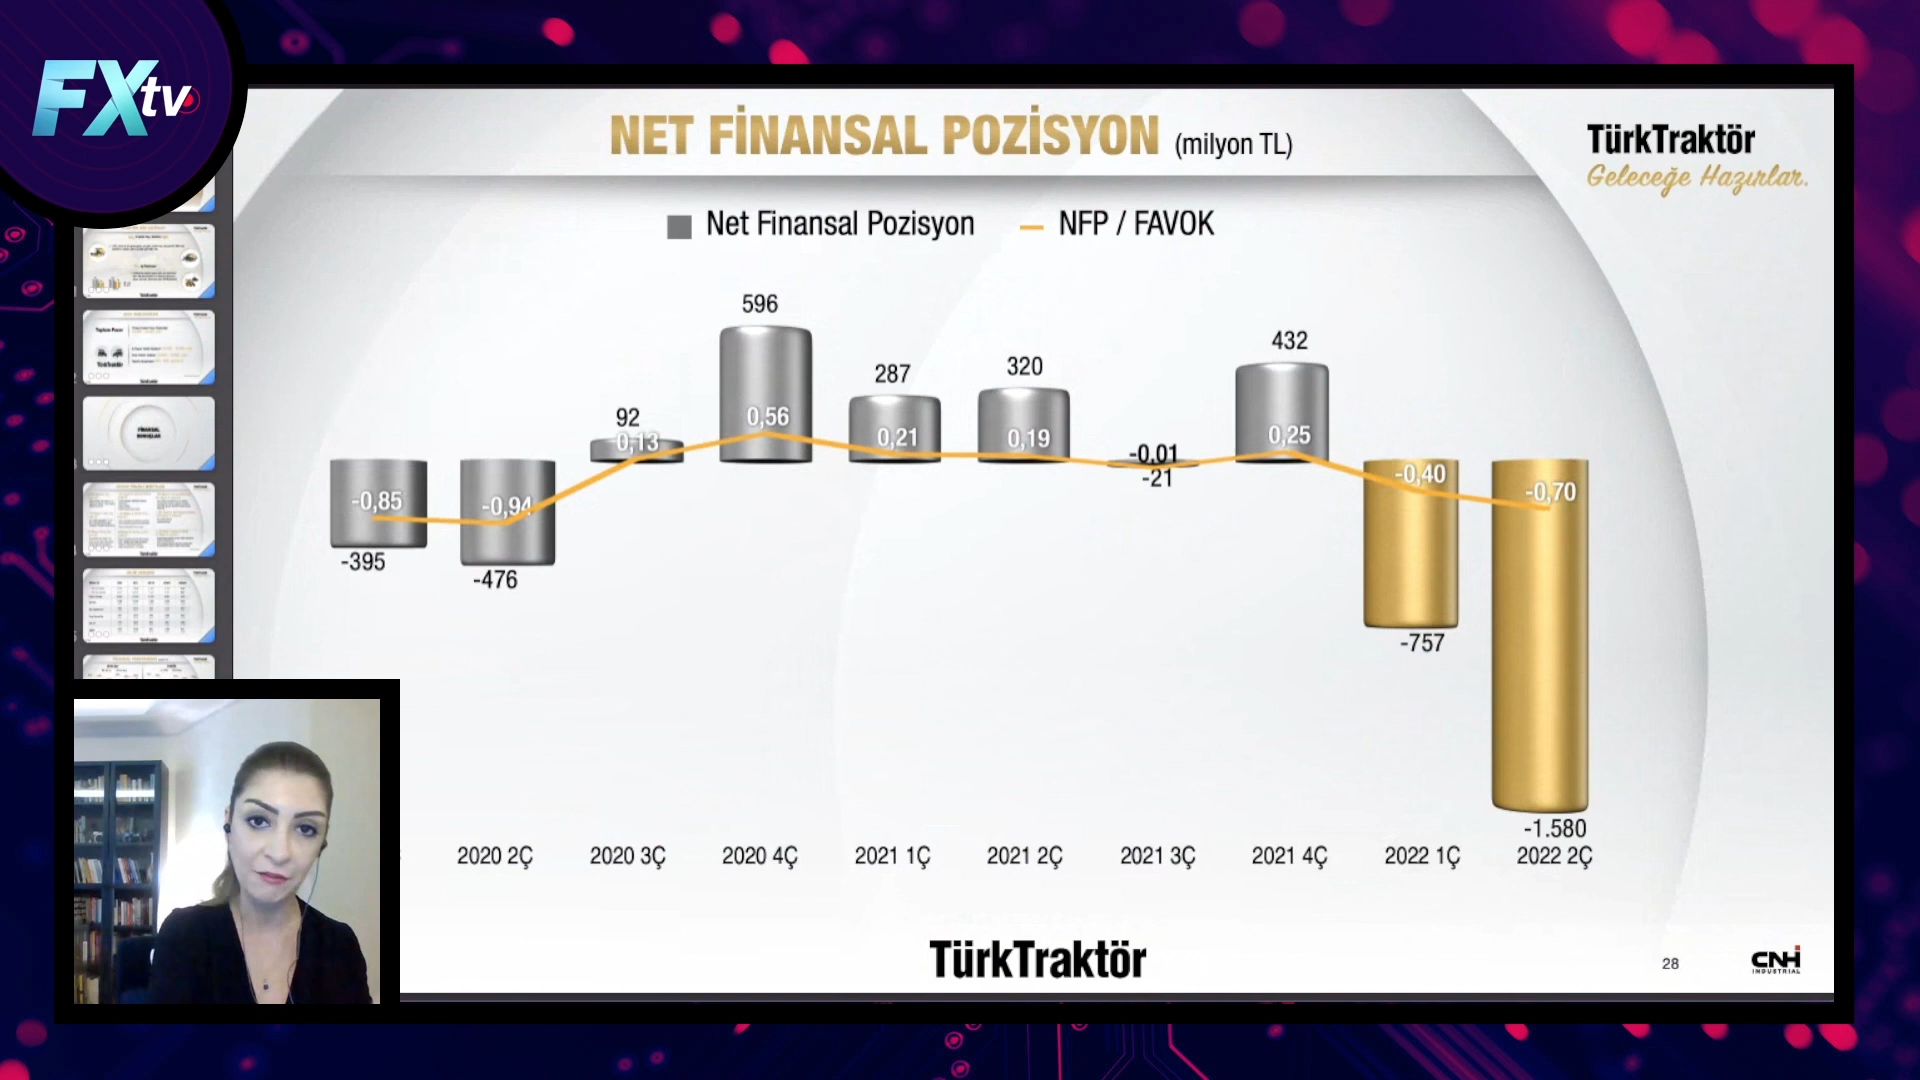 FXtv
NET FİNANSAL POZİSYON (milyon TL)
TürkTraktör
Geleceğe Hazırlar.
Net Finansal Pozisyon
NFP / FAVOK
596
432
287
320
92
0,56
0,13
0,21
0,19
-0,01
0,25
-21
-0,85
-0,94
-0,40
-0,70
-395
-476
-757
-1.580
2020 2Ç
2020 3Ç
2020 4Ç
2021 1Ç
2021 2Ç
2021 3Ç
2021 4Ç
2022 1Ç
2022 2Ç
TürkTraktör
28
CNH
INDUSTRIAL